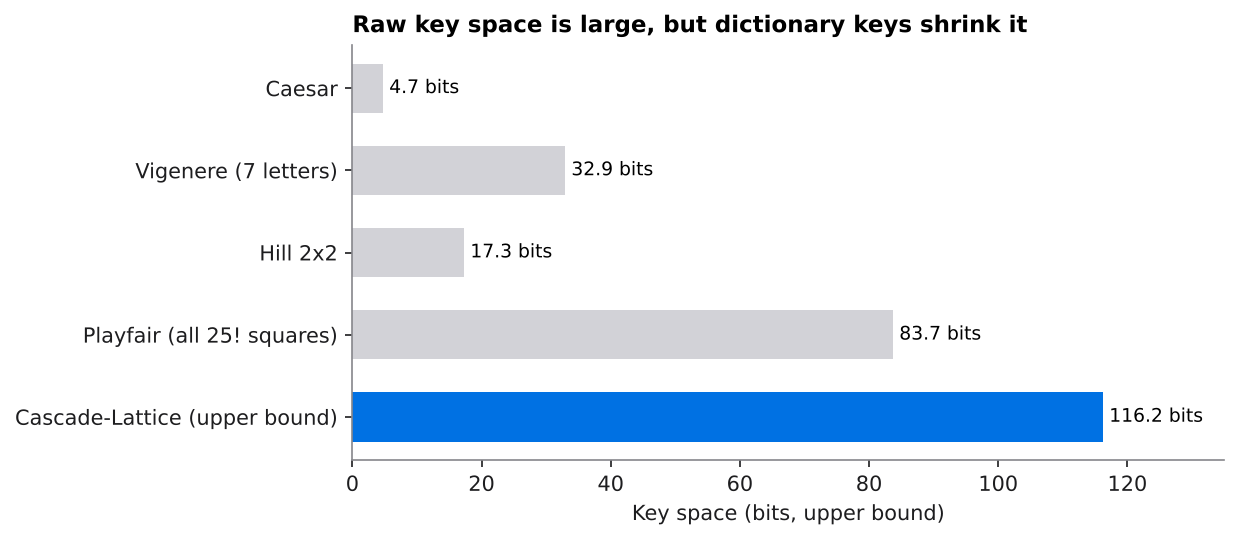 Raw key space is large, but dictionary keys shrink it
Caesar
4.7 bits
Vigenere (7 letters)
32.9 bits
Hill 2x2
17.3 bits
Playfair (all 25! squares)
83.7 bits
Cascade-Lattice (upper bound)
116.2 bits
0 20 40 60 80 100 120
Key space (bits, upper bound)